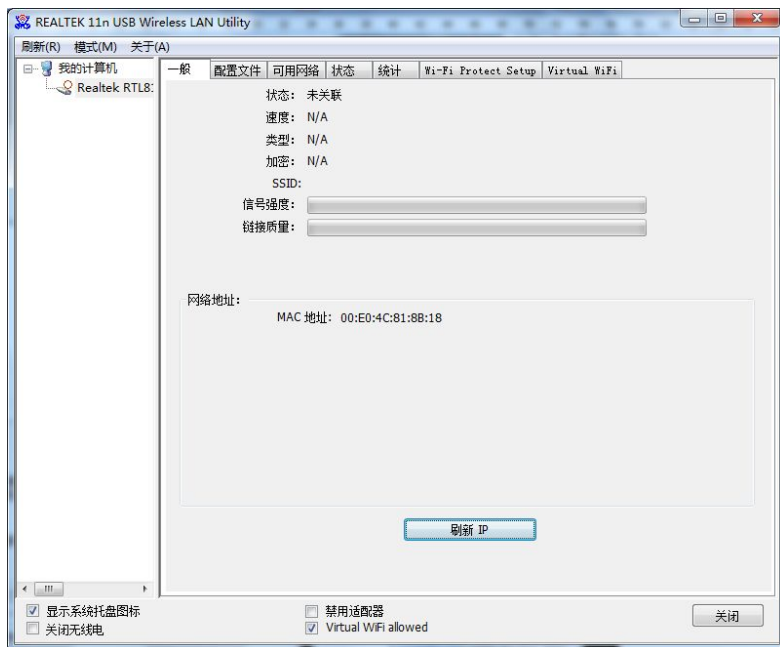 REALTEK 11n USB Wireless LAN Utility
刷新(R) 模式(M) 关于(A)
我的计算机
Realtek RTL8:
一般 配置文件 可用网络 状态 统计 Wi-Fi Protect Setup Virtual WiFi
状态: 未关联
速度: N/A
类型: N/A
加密: N/A
SSID:
信号强度:
链接质量:
网络地址:
MAC 地址: 00:E0:4C:81:8B:18
刷新 IP
显示系统托盘图标 禁用适配器
关闭无线电 Virtual WiFi allowed
关闭